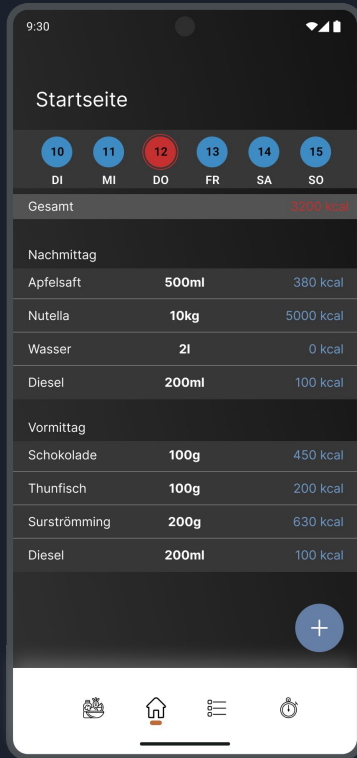 9:30
Startseite
10 11 12 13 14 15
DI MI DO FR SA SO
Gesamt 3200 kcal
Nachmittag
Apfelsaft 500ml 380 kcal
Nutella 10kg 5000 kcal
Wasser 2l 0 kcal
Diesel 200ml 100 kcal
Vormittag
Schokolade 100g 450 kcal
Thunfisch 100g 200 kcal
Surströmming 200g 630 kcal
Diesel 200ml 100 kcal